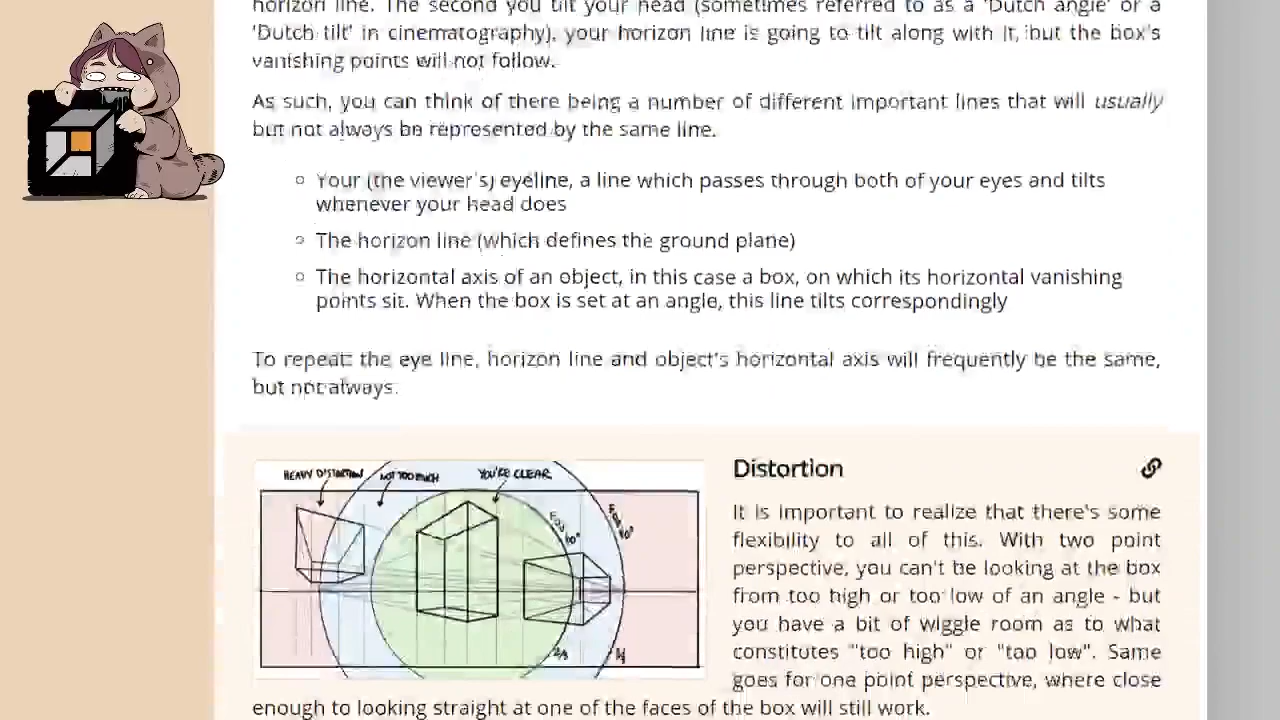 horizon line. The second you tilt your head (sometimes referred to as a 'Dutch angle' or a
'Dutch tilt' in cinematography), your horizon line is going to tilt along with it, but the box's
vanishing points will not follow.
As such, you can think of there being a number of different important lines that will usually
but not always be represented by the same line.
Your (the viewer's) eyeline, a line which passes through both of your eyes and tilts
whenever your head does
The horizon line (which defines the ground plane)
The horizontal axis of an object, in this case a box, on which its horizontal vanishing
points sit. When the box is set at an angle, this line tilts correspondingly
To repeat: the eye line, horizon line and object's horizontal axis will frequently be the same,
but not always.
HEAVY DISTORTION
NOT TOO MUCH
YOU'RE CLEAR
Distortion
It is important to realize that there's some
flexibility to all of this. With two point
perspective, you can't be looking at the box
from too high or too low of an angle - but
you have a bit of wiggle room as to what
constitutes "too high" or "too low". Same
goes for one point perspective, where close
enough to looking straight at one of the faces of the box will still work.